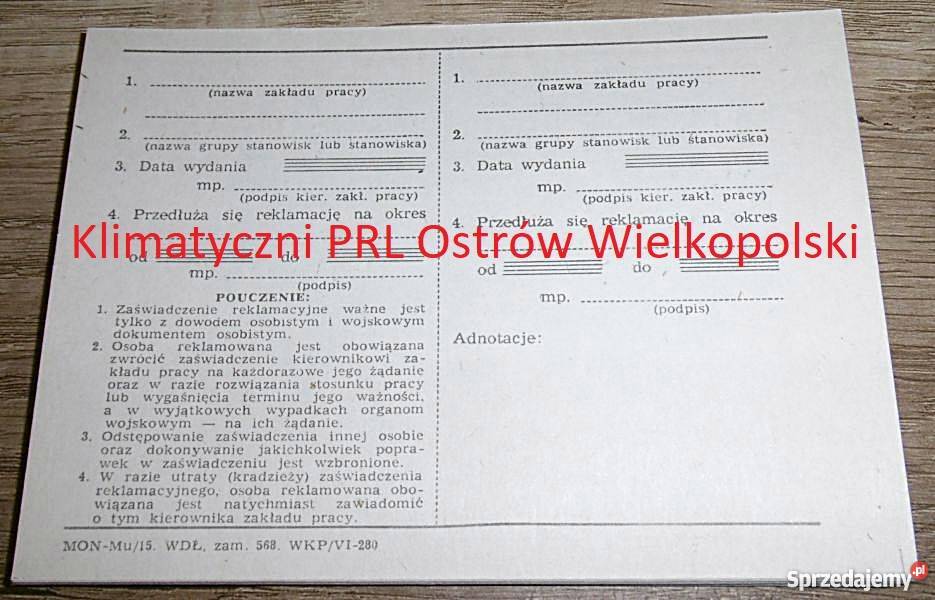 1.
(nazwa zakładu pracy)
2.
(nazwa grupy stanowisk lub stanowiska)
3. Data wydania
mp.
(podpis kier. zakł. pracy)
4. Przedłuża się reklamację na okres
od do
mp.
(podpis)
POUCZENIE:
1. Zaświadczenie reklamacyjne ważne jest
tylko z dowodem osobistym i wojskowym
dokumentem osobistym.
2. Osoba reklamowana jest obowiązana
zwrócić zaświadczenie kierownikowi za-
kładu pracy na każdorazowe jego żądanie
oraz w razie rozwiązania stosunku pracy
lub wygaśnięcia terminu jego ważności,
a w wyjątkowych wypadkach organom
wojskowym — na ich żądanie.
3. Odstępowanie zaświadczenia innej osobie
oraz dokonywanie jakichkolwiek popra-
wek w zaświadczeniu jest wzbronione.
4. W razie utraty (kradzieży) zaświadczenia
reklamacyjnego, osoba reklamowana obo-
wiązana jest natychmiast zawiadomić
o tym kierownika zakładu pracy.
MON-Mu/15. WDŁ, zam. 568. WKP/VI-280
1.
(nazwa zakładu pracy)
2.
(nazwa grupy stanowisk lub stanowiska)
3. Data wydania
mp.
(podpis kier. zakł. pracy)
4. Przedłuża się reklamację na okres
od do
mp.
(podpis)
Adnotacje:
Klimatyczni PRL Ostrów Wielkopolski
Sprzedajemy.pl